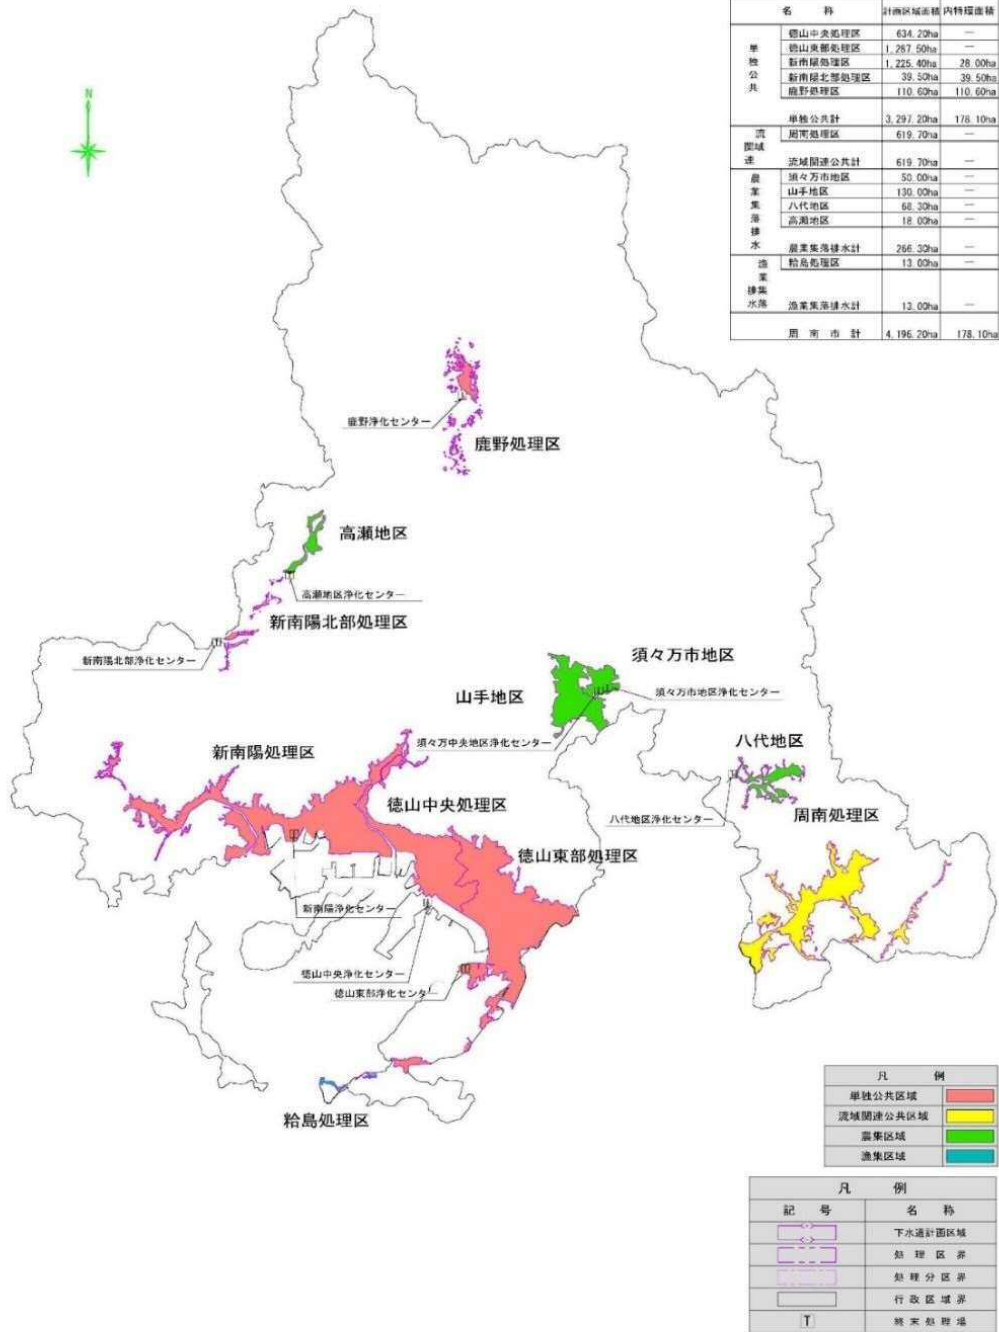 名 称 計画区域面積 内特環面積
単独公共
徳山中央処理区 634.20ha —
徳山東部処理区 1,287.50ha —
新南陽処理区 1,225.40ha 28.00ha
新南陽北部処理区 39.50ha 39.50ha
鹿野処理区 110.60ha 110.60ha
単独公共計 3,297.20ha 178.10ha
流域関連
周南処理区 619.70ha —
流域関連公共計 619.70ha —
農業集落排水
須々万市地区 50.00ha —
山手地区 130.00ha —
八代地区 68.30ha —
高瀬地区 18.00ha —
農業集落排水計 266.30ha —
漁業集落排水
粭島処理区 13.00ha —
漁業集落排水計 13.00ha —
周南市計 4,196.20ha 178.10ha
N
鹿野浄化センター
鹿野処理区
高瀬地区
高瀬地区浄化センター
新南陽北部処理区
新南陽北部浄化センター
須々万市地区
山手地区
須々万市地区浄化センター
須々万中央地区浄化センター
新南陽処理区
八代地区
徳山中央処理区
八代地区浄化センター
周南処理区
徳山東部処理区
新南陽浄化センター
徳山中央浄化センター
徳山東部浄化センター
粭島処理区
凡 例
単独公共区域
流域関連公共区域
農集区域
漁集区域
凡 例
記 号 名 称
下水道計画区域
処理区界
処理分区界
行政区域界
T 終末処理場